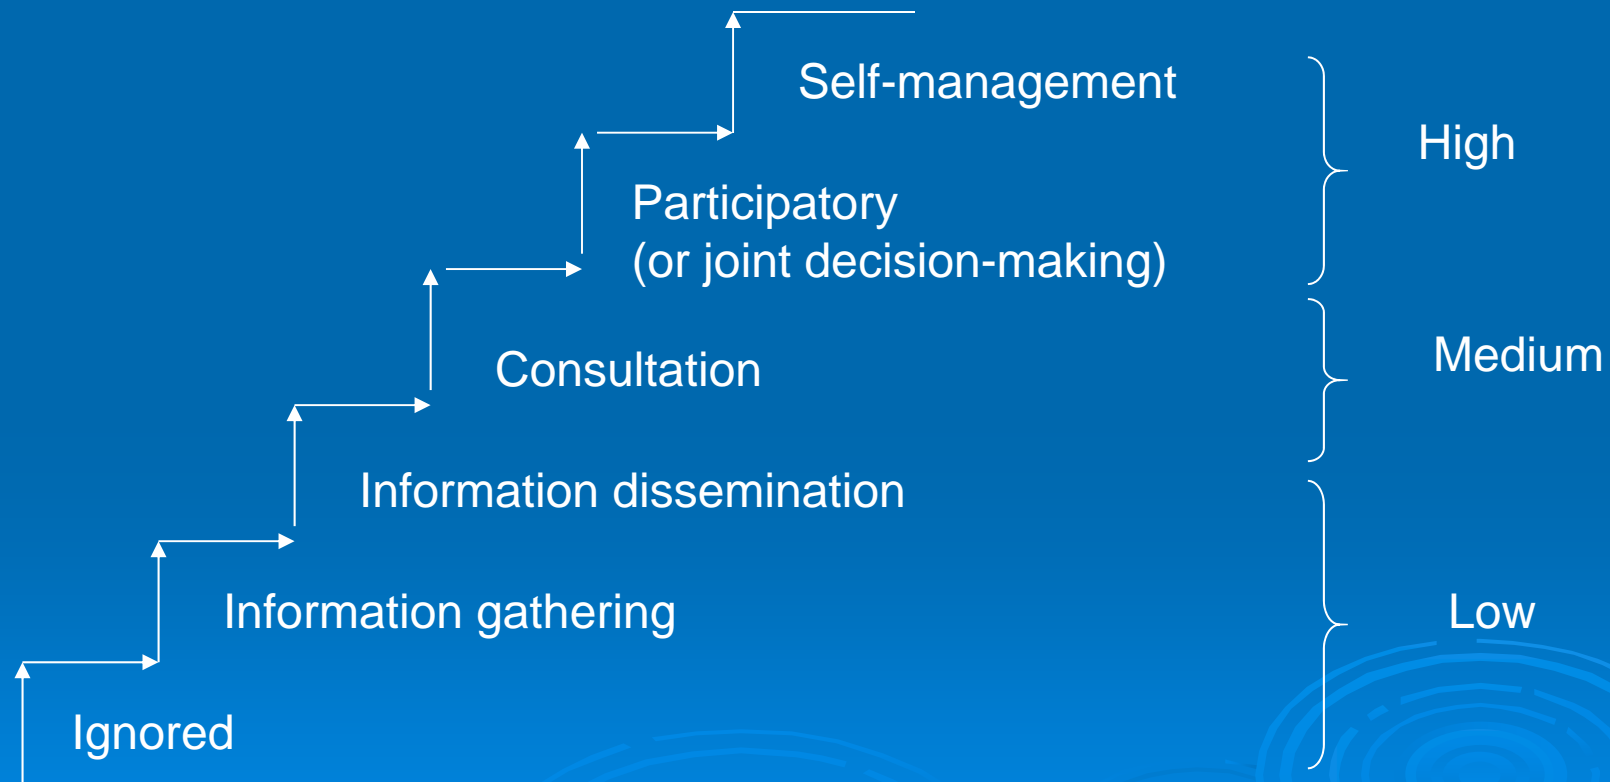 Self-management
High
Participatory
(or joint decision-making)
Medium
Consultation
Information dissemination
Information gathering
Low
Ignored